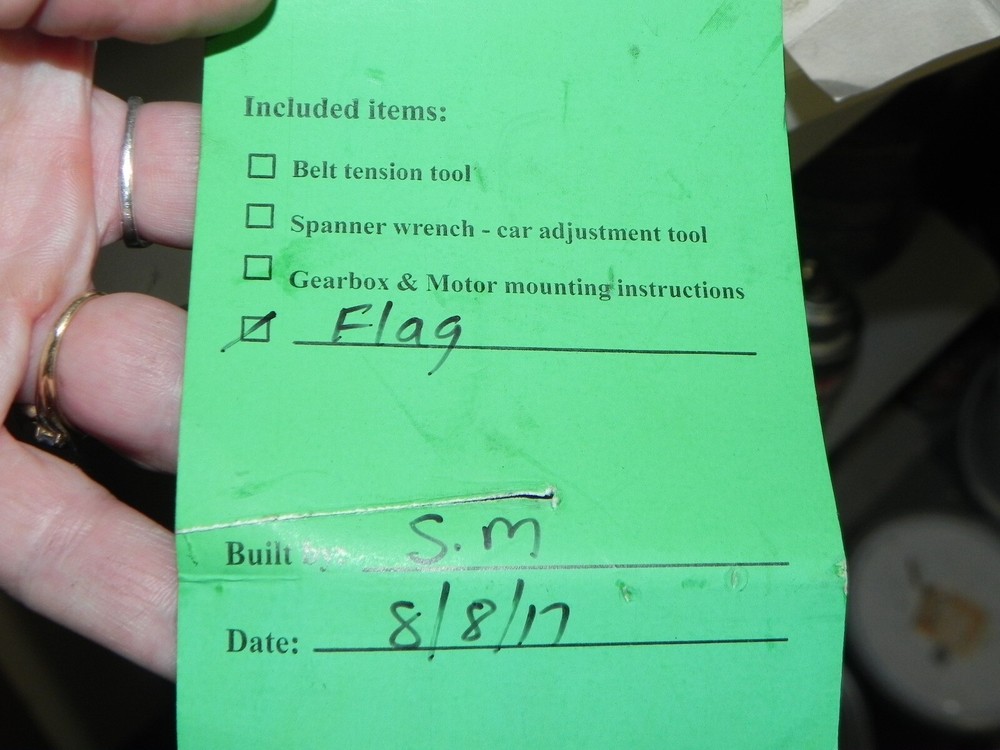 Included items:
☐ Belt tension tool
☐ Spanner wrench - car adjustment tool
☐ Gearbox & Motor mounting instructions
☑ Flag
Built by: S.M
Date: 8/8/17